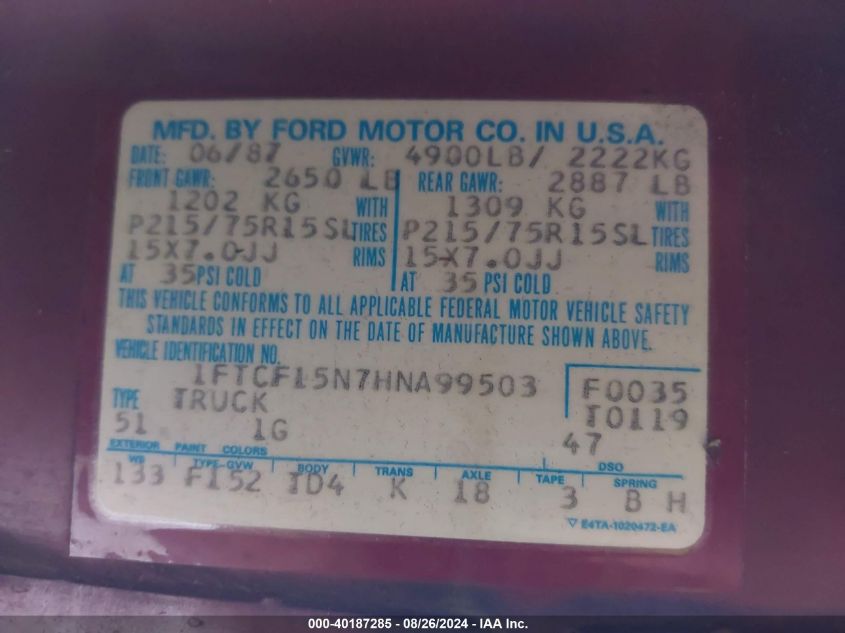 MFD. BY FORD MOTOR CO. IN U.S.A.
DATE: 06/87 GVWR: 4900LB/ 2222KG
FRONT GAWR: 2650 LB REAR GAWR: 2887 LB
1202 KG WITH 1309 KG WITH
P215/75R15SL TIRES P215/75R15SL TIRES
15X7.0JJ RIMS 15X7.0JJ RIMS
AT 35 PSI COLD AT 35 PSI COLD
THIS VEHICLE CONFORMS TO ALL APPLICABLE FEDERAL MOTOR VEHICLE SAFETY
STANDARDS IN EFFECT ON THE DATE OF MANUFACTURE SHOWN ABOVE.
VEHICLE IDENTIFICATION NO.
1FTCF15N7HNA99503 F0035
TYPE TRUCK T0119
51 1G 47
EXTERIOR PAINT COLORS DSO
WB TYPE-GVW BODY TRANS AXLE TAPE SPRING
133 F152 TD4 K 18 3 B H
▽ E4TA-1020472-EA
000-40187285 - 08/26/2024 - IAA Inc.